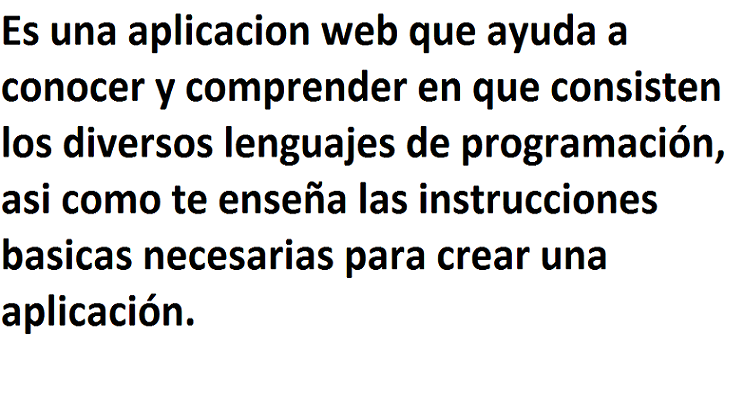 Es una aplicacion web que ayuda a
conocer y comprender en que consisten
los diversos lenguajes de programación,
asi como te enseña las instrucciones
basicas necesarias para crear una
aplicación.